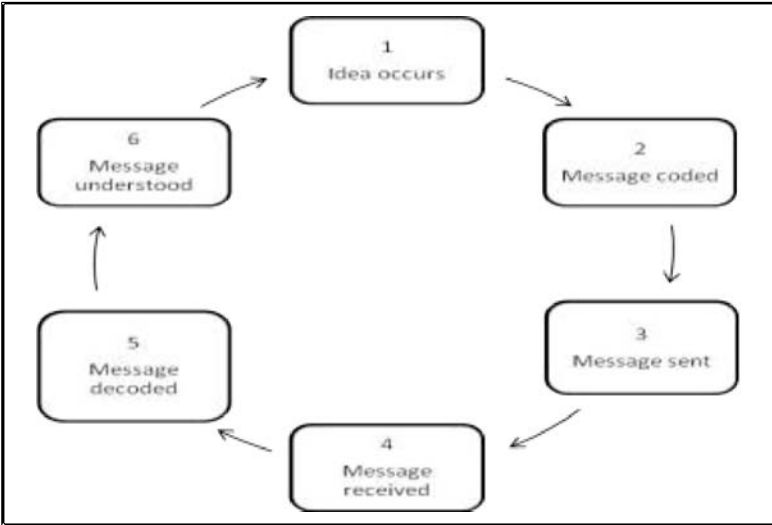 1
Idea occurs
2
Message coded
3
Message sent
4
Message
received
5
Message
decoded
6
Message
understood